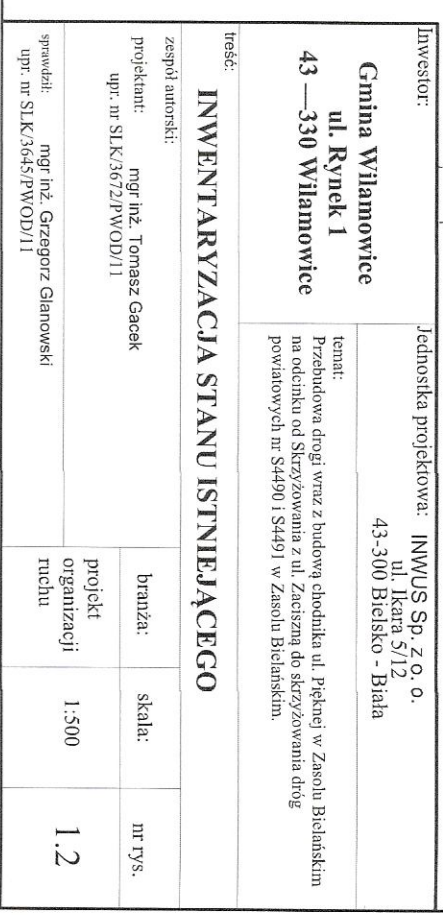 Inwestor:
Gmina Wilamowice
ul. Rynek 1
43 —330 Wilamowice
Jednostka projektowa: INWUS Sp. z o. o.
ul. Ikara 5/12
43-300 Bielsko - Biała
temat:
Przebudowa drogi wraz z budową chodnika ul. Pięknej w Zasolu Bielańskim
na odcinku od Skrzyżowania z ul. Zaciszną do skrzyżowania dróg
powiatowych nr S4490 i S4491 w Zasolu Bielańskim.
treść:
INWENTARYZACJA STANU ISTNIEJĄCEGO
zespół autorski:
projektant: mgr inż. Tomasz Gacek
upr. nr SLK/3672/PWOD/11
sprawdził: mgr inż. Grzegorz Glanowski
upr. nr SLK/3645/PWOD/11
branża:
projekt
organizacji
ruchu
skala:
1:500
nr rys.
1.2